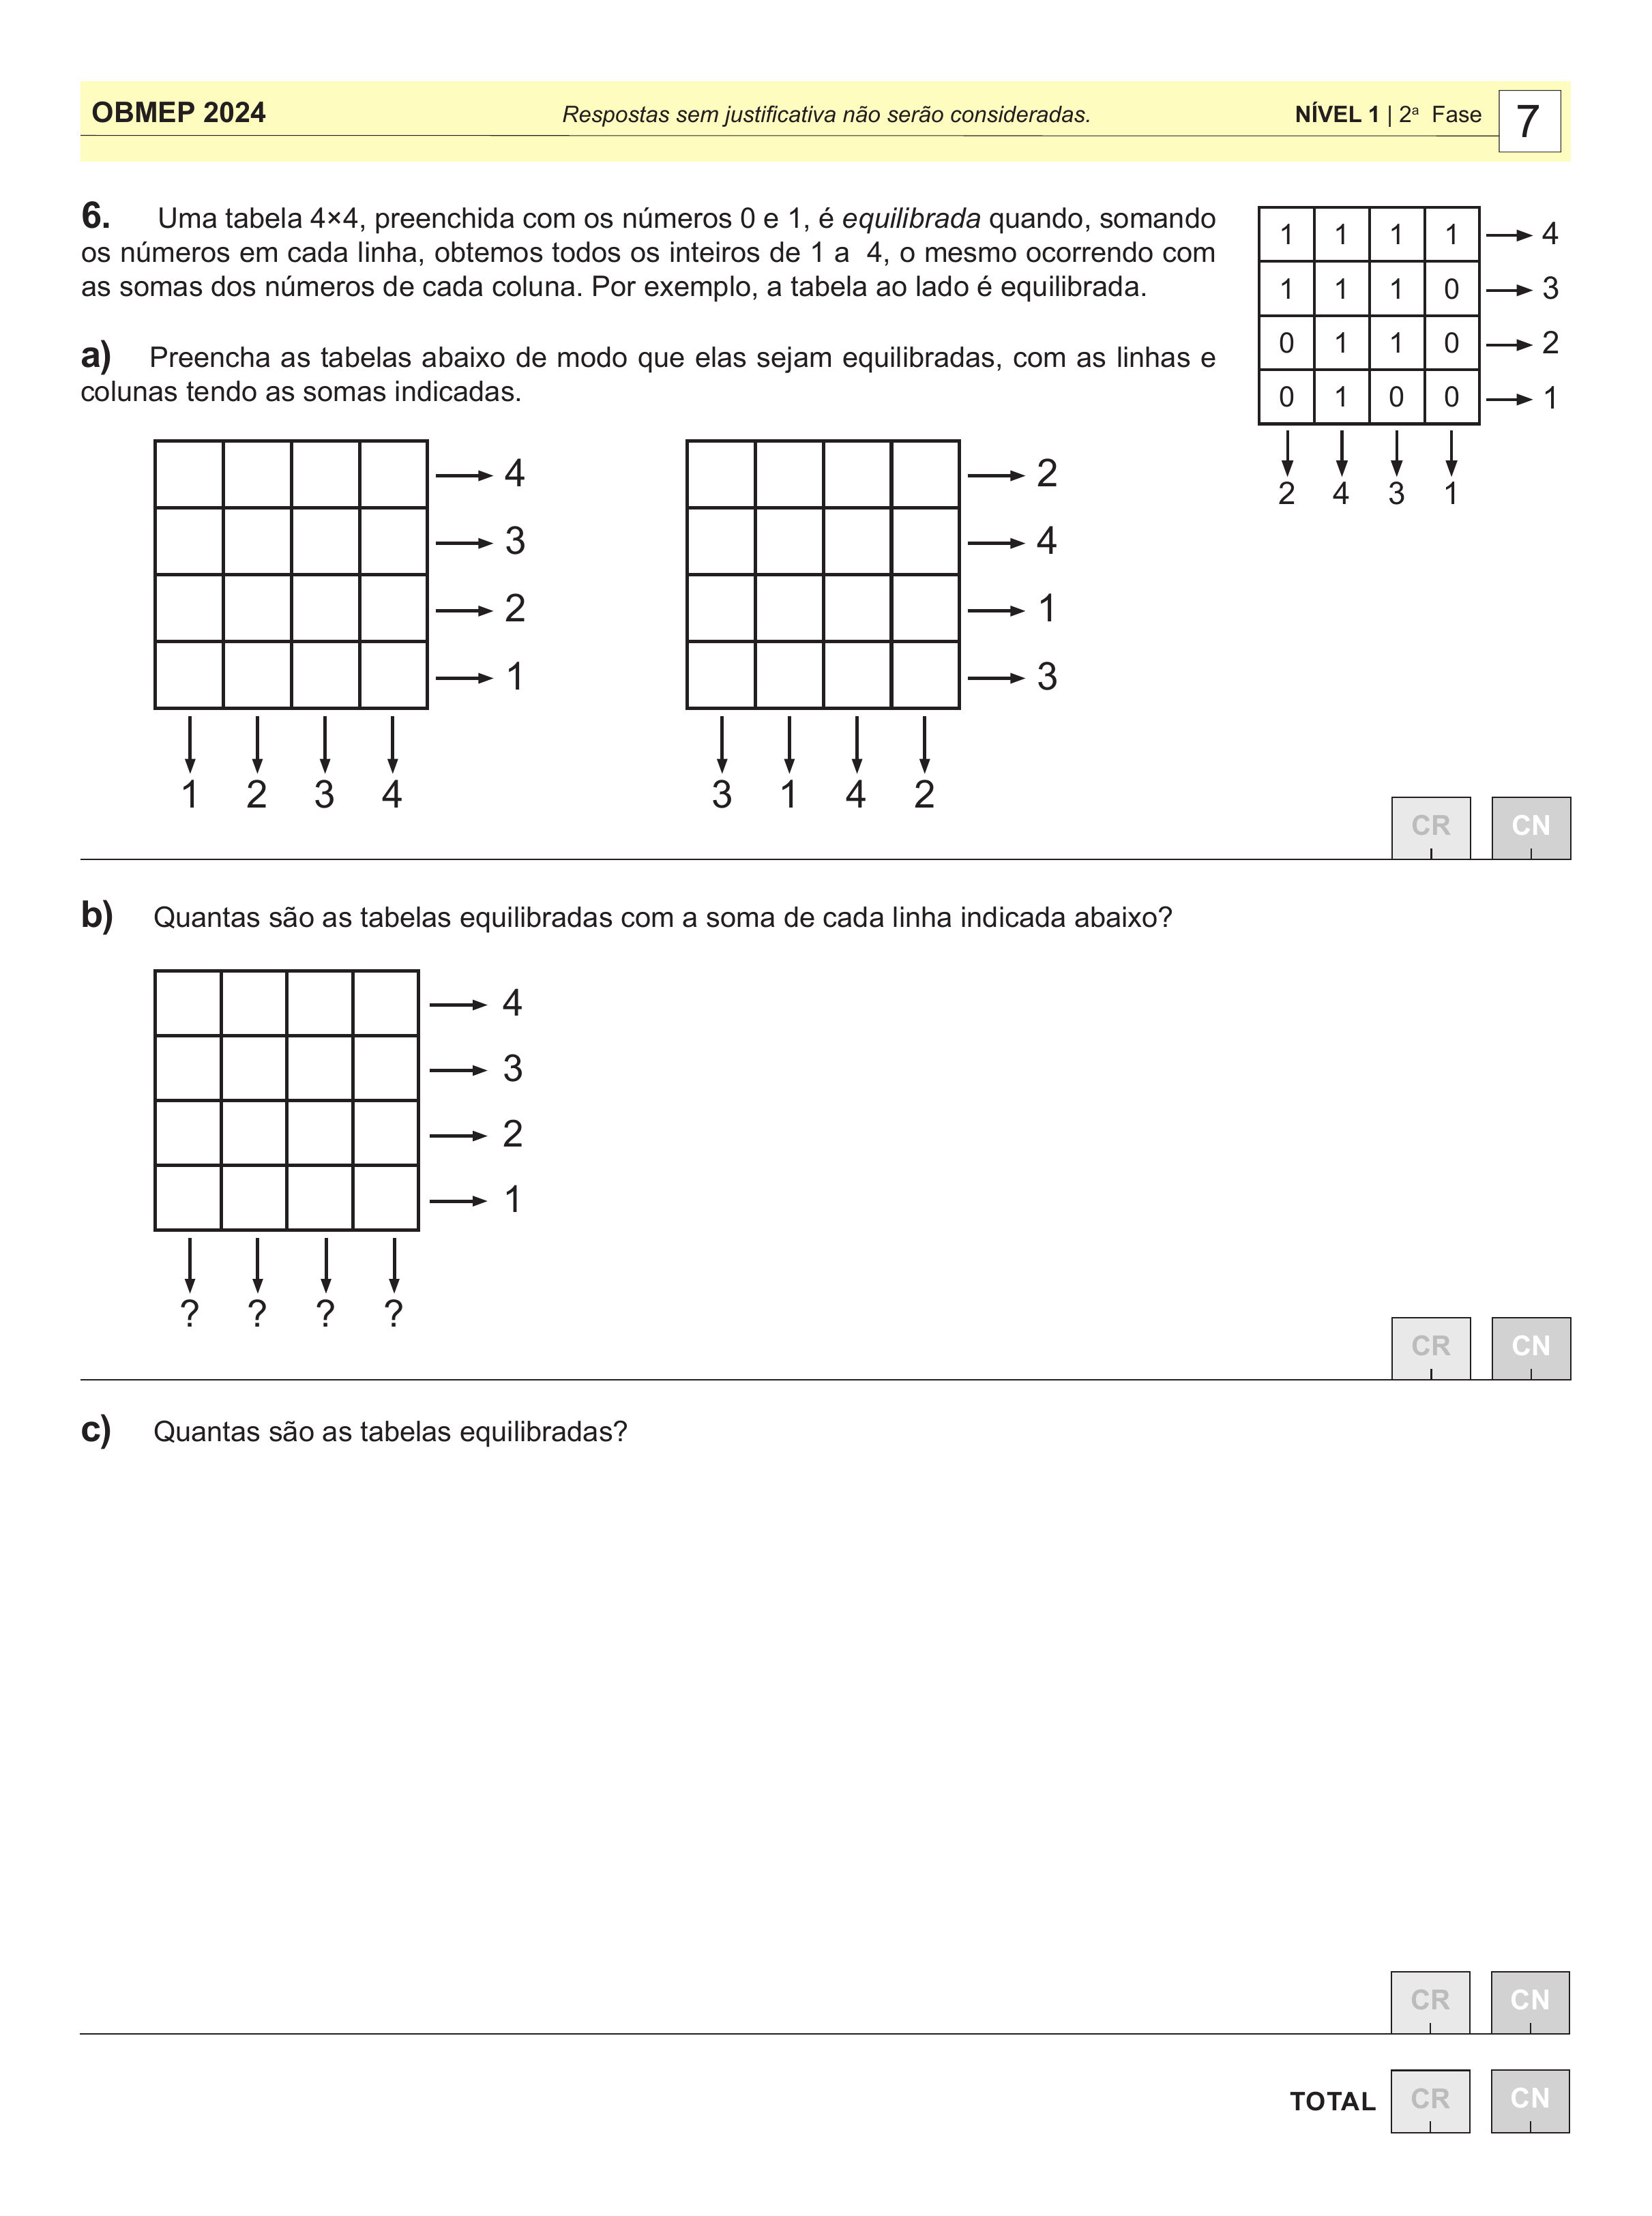 OBMEP 2024 Respostas sem justificativa não serão consideradas. NÍVEL 1 | 2ª Fase 7
6. Uma tabela 4×4, preenchida com os números 0 e 1, é equilibrada quando, somando
os números em cada linha, obtemos todos os inteiros de 1 a 4, o mesmo ocorrendo com
as somas dos números de cada coluna. Por exemplo, a tabela ao lado é equilibrada.
1 1 1 1 4
1 1 1 0 3
0 1 1 0 2
0 1 0 0 1
2 4 3 1
a) Preencha as tabelas abaixo de modo que elas sejam equilibradas, com as linhas e
colunas tendo as somas indicadas.
4
3
2
1
1 2 3 4
2
4
1
3
3 1 4 2
CR CN
b) Quantas são as tabelas equilibradas com a soma de cada linha indicada abaixo?
4
3
2
1
? ? ? ?
CR CN
c) Quantas são as tabelas equilibradas?
CR CN
TOTAL CR CN